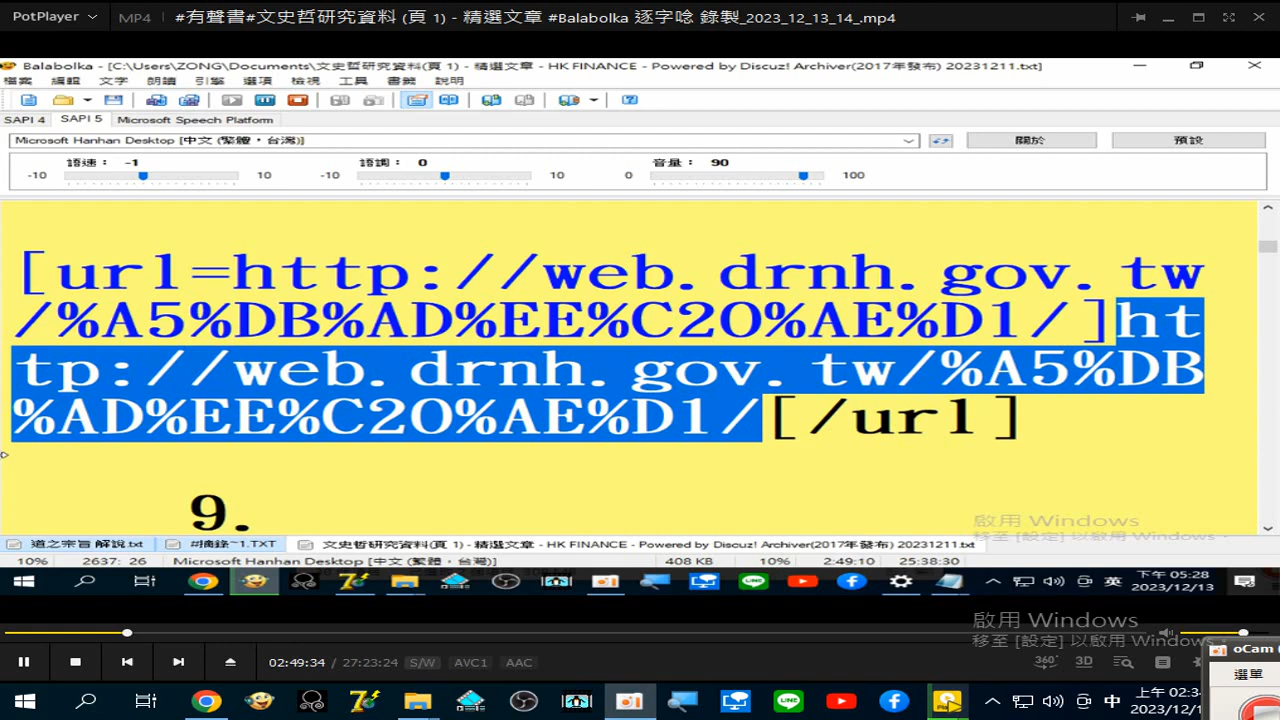 PotPlayer MP4 #有聲書#文史哲研究資料 (頁 1) - 精選文章 #Balabolka 逐字唸 錄製_2023_12_13_14_.mp4
Balabolka - [C:\Users\ZONG\Documents\文史哲研究資料(頁 1) - 精選文章 - HK FINANCE - Powered by Discuz! Archiver(2017年發布) 20231211.txt]
檔案 編輯 文字 朗讀 引擎 選項 檢視 工具 書籤 說明
SAPI 4 SAPI 5 Microsoft Speech Platform
Microsoft Hanhan Desktop [中文 (繁體，台灣)] 關於 預設
語速： -1 語調： 0 音量： 90
-10 10 -10 10 0 100
[url=http://web.drnh.gov.tw
/%A5%DB%AD%EE%C2O%AE%D1/]ht
tp://web.drnh.gov.tw/%A5%DB
%AD%EE%C2O%AE%D1/[/url]
9.
啟用 Windows
移至 [設定] 以啟用 Windows。
道之宗旨 解說.txt #摘錄~1.TXT 文史哲研究資料(頁 1) - 精選文章 - HK FINANCE - Powered by Discuz! Archiver(2017年發布) 20231211.txt
10% 2637: 26 Microsoft Hanhan Desktop [中文 (繁體，台灣)] 408 KB 10% 2:49:10 25:38:30
英 下午 05:28
2023/12/13
啟用 Windows
移至 [設定] 以啟用 Windows。
oCam (
02:49:34 / 27:23:24 S/W AVC1 AAC 360° 3D
選單
中 上午 02:34
2023/12/1